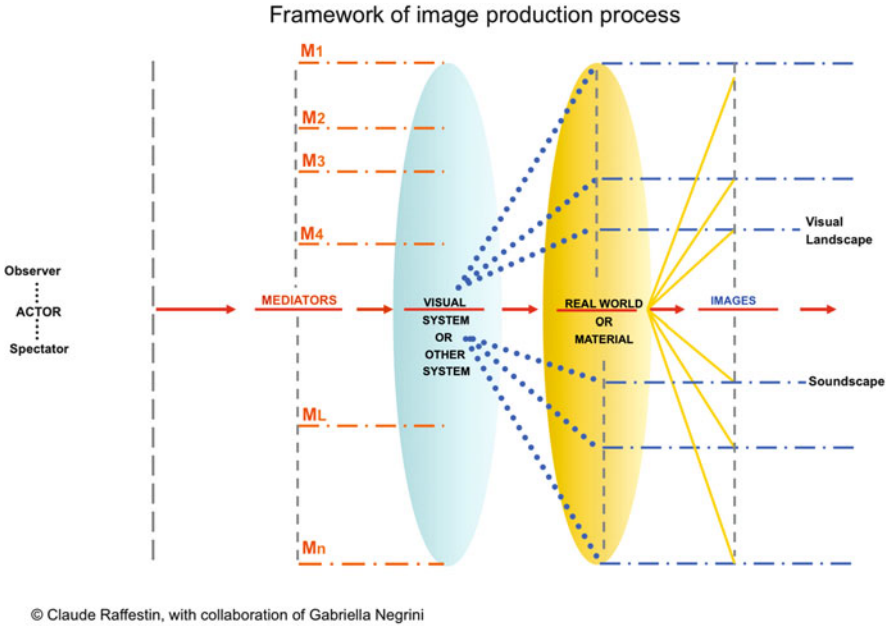 Framework of image production process
M1
M2
M3
M4
Observer
ACTOR
Spectator
MEDIATORS
VISUAL
SYSTEM
OR
OTHER
SYSTEM
REAL WORLD
OR
MATERIAL
IMAGES
Visual
Landscape
Soundscape
ML
Mn
© Claude Raffestin, with collaboration of Gabriella Negrini